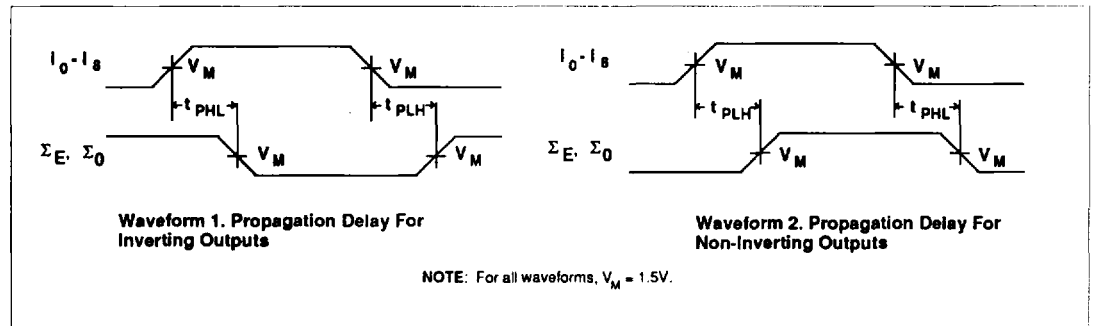 I0 - I8
VM
VM
tPHL
tPLH
ΣE, ΣO
VM
VM
Waveform 1. Propagation Delay For
Inverting Outputs
I0 - I8
VM
VM
tPLH
tPHL
ΣE, ΣO
VM
VM
Waveform 2. Propagation Delay For
Non-Inverting Outputs
NOTE: For all waveforms, VM = 1.5V.